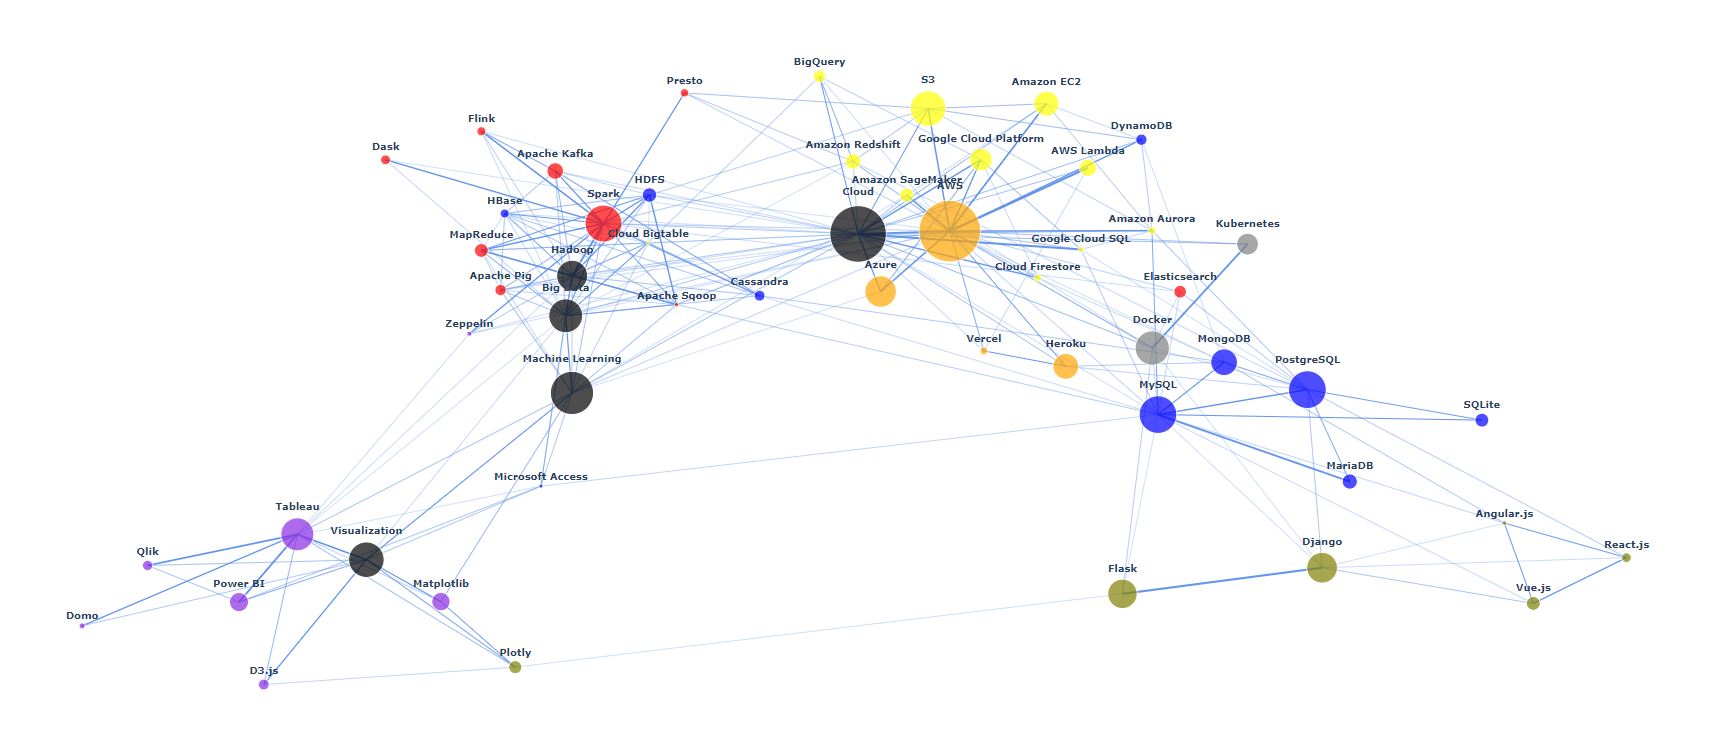 BigQuery
Presto
S3
Amazon EC2
Flink
DynamoDB
Dask
Apache Kafka
Amazon Redshift
Google Cloud Platform
AWS Lambda
HDFS
Spark
Amazon SageMaker
AWS
Cloud
HBase
MapReduce
Cloud Bigtable
Amazon Aurora
Kubernetes
Google Cloud SQL
Hadoop
Azure
Cloud Firestore
Apache Pig
Big Data
Apache Sqoop
Cassandra
Elasticsearch
Zeppelin
Docker
Vercel
Heroku
MongoDB
Machine Learning
PostgreSQL
MySQL
SQLite
MariaDB
Microsoft Access
Tableau
Angular.js
Visualization
Django
React.js
Qlik
Power BI
Matplotlib
Flask
Vue.js
Domo
Plotly
D3.js